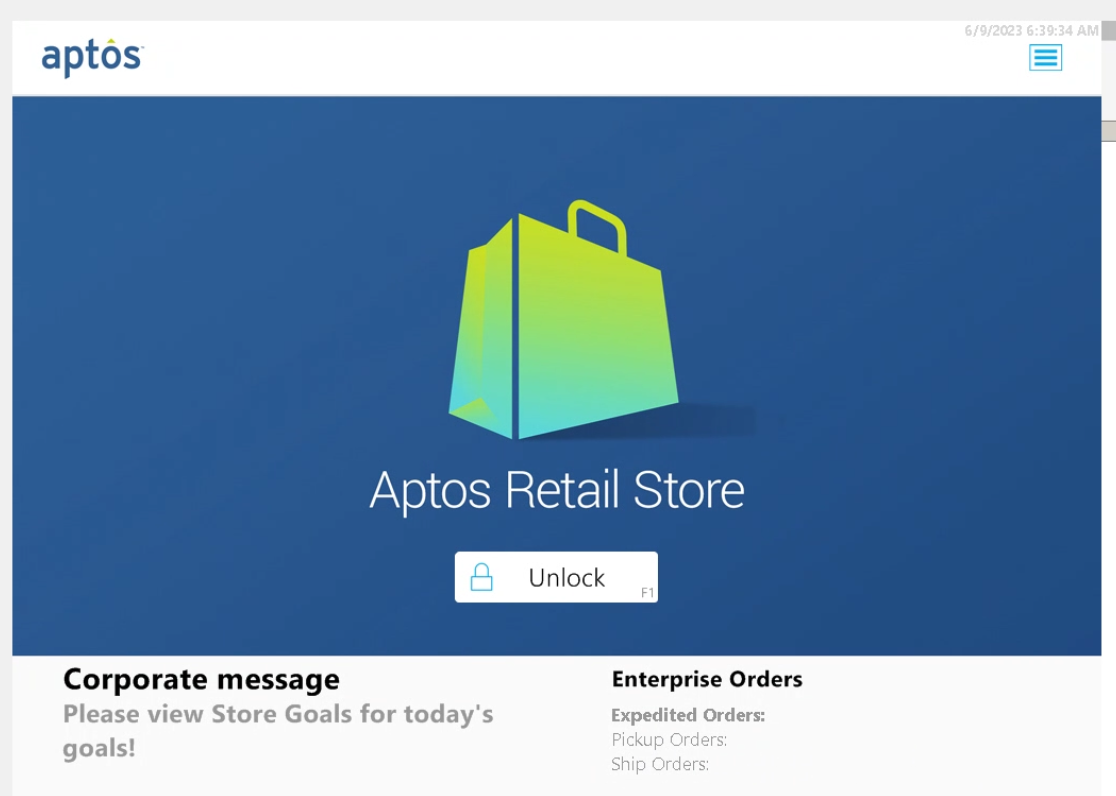 6/9/2023 6:39:34 AM
aptos
Aptos Retail Store
Unlock
F1
Corporate message
Please view Store Goals for today's
goals!
Enterprise Orders
Expedited Orders:
Pickup Orders:
Ship Orders: